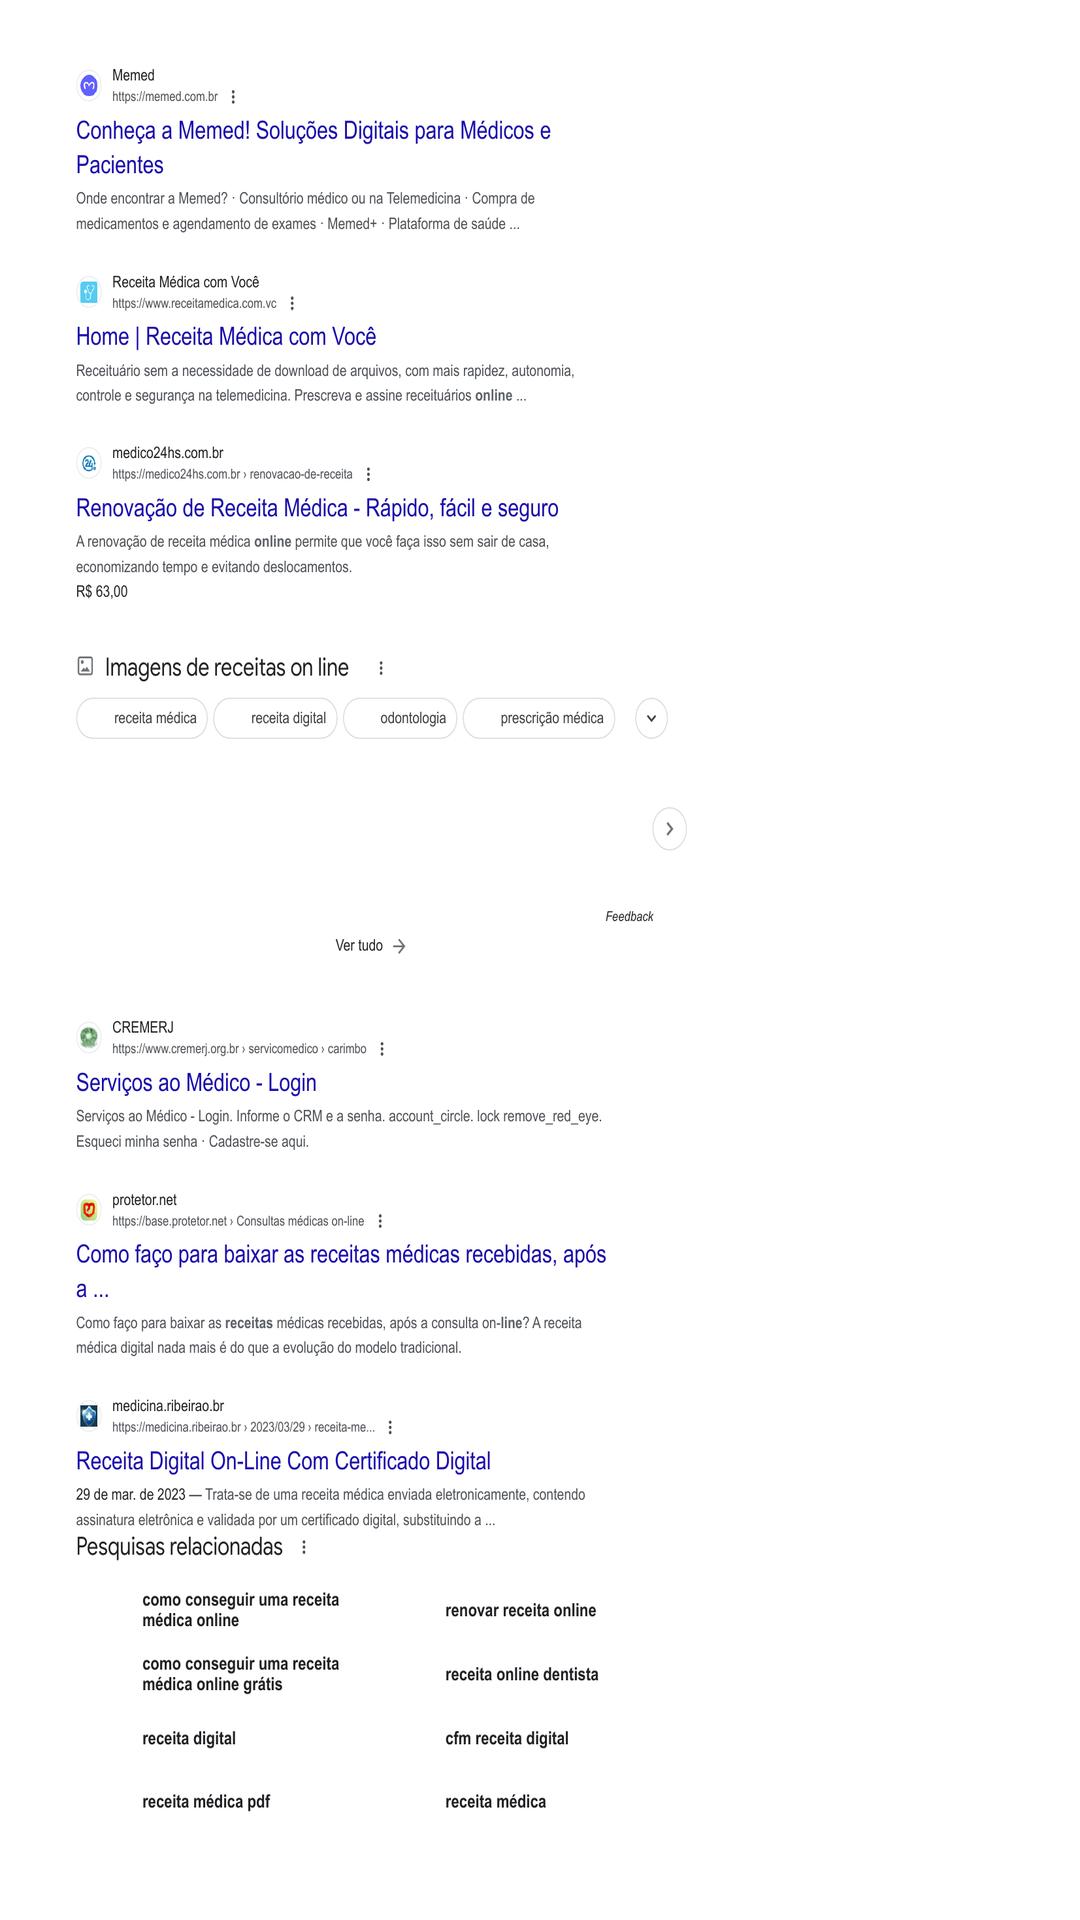 Memed
https://memed.com.br
Conheça a Memed! Soluções Digitais para Médicos e
Pacientes
Onde encontrar a Memed? · Consultório médico ou na Telemedicina · Compra de
medicamentos e agendamento de exames · Memed+ · Plataforma de saúde ...
Receita Médica com Você
https://www.receitamedica.com.vc
Home | Receita Médica com Você
Receituário sem a necessidade de download de arquivos, com mais rapidez, autonomia,
controle e segurança na telemedicina. Prescreva e assine receituários online ...
medico24hs.com.br
https://medico24hs.com.br › renovacao-de-receita
Renovação de Receita Médica - Rápido, fácil e seguro
A renovação de receita médica online permite que você faça isso sem sair de casa,
economizando tempo e evitando deslocamentos.
R$ 63,00
Imagens de receitas on line
receita médica receita digital odontologia prescrição médica
Feedback
Ver tudo
CREMERJ
https://www.cremerj.org.br › servicomedico › carimbo
Serviços ao Médico - Login
Serviços ao Médico - Login. Informe o CRM e a senha. account_circle. lock remove_red_eye.
Esqueci minha senha · Cadastre-se aqui.
protetor.net
https://base.protetor.net › Consultas médicas on-line
Como faço para baixar as receitas médicas recebidas, após
a ...
Como faço para baixar as receitas médicas recebidas, após a consulta on-line? A receita
médica digital nada mais é do que a evolução do modelo tradicional.
medicina.ribeirao.br
https://medicina.ribeirao.br › 2023/03/29 › receita-me...
Receita Digital On-Line Com Certificado Digital
29 de mar. de 2023 — Trata-se de uma receita médica enviada eletronicamente, contendo
assinatura eletrônica e validada por um certificado digital, substituindo a ...
Pesquisas relacionadas
como conseguir uma receita
médica online
renovar receita online
como conseguir uma receita
médica online grátis
receita online dentista
receita digital
cfm receita digital
receita médica pdf
receita médica